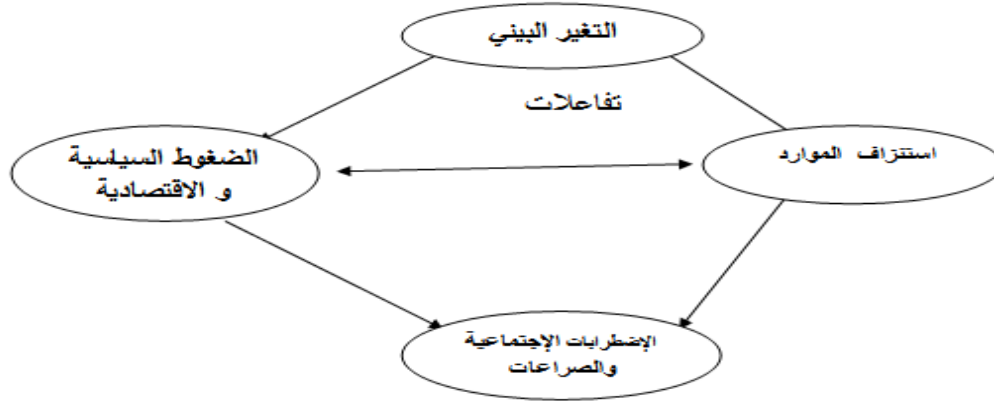 التغير البيني
تفاعلات
الضغوط السياسية
و الاقتصادية
استنزاف الموارد
الإضطرابات الإجتماعية
والصراعات